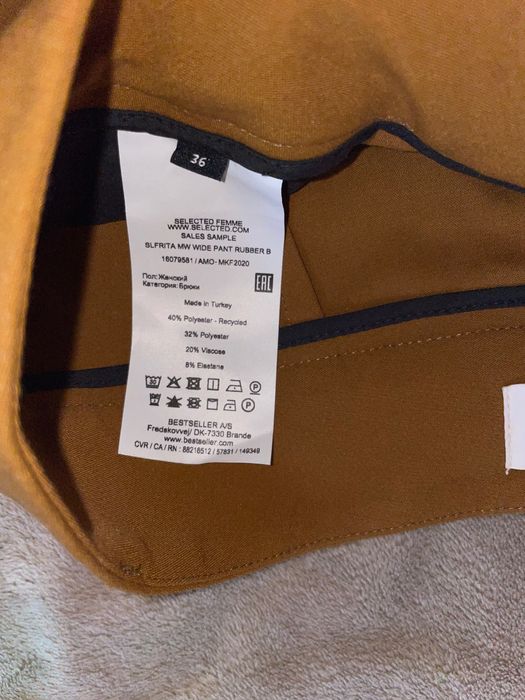 36
SELECTED FEMME
WWW.SELECTED.COM
SALES SAMPLE
SLFRITA MW WIDE PANT RUBBER B
16079581 / AMO-MKF2020
Пол: Женский
Категория: Брюки
EAC
Made in Turkey
40% Polyester - Recycled
32% Polyester
20% Viscose
8% Elastane
BESTSELLER A/S
Fredskovvej/ DK-7330 Brande
www.bestseller.com
CVR / CA / RN : 88216512 / 57831 / 149349